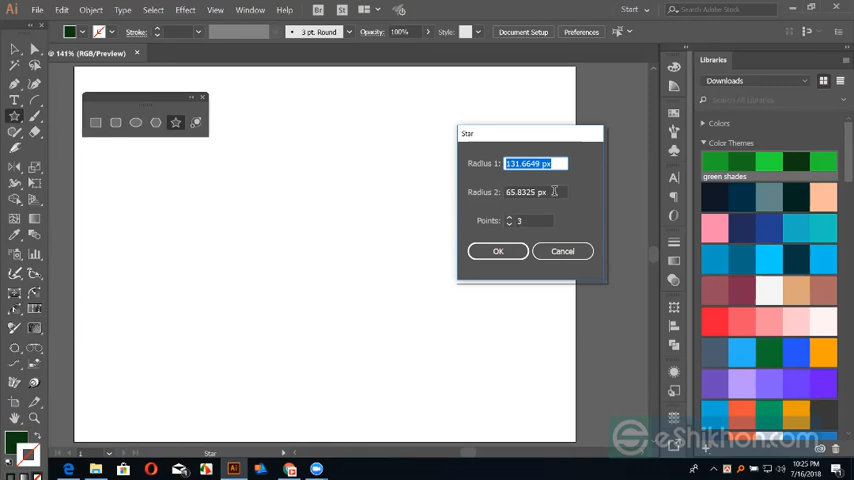 Ai File Edit Object Type Select Effect View Window Help Br St Start Search Adobe Stock
Stroke: 3 pt. Round Opacity: 100% Style: Document Setup Preferences
141% (RGB/Preview)
Libraries
Downloads
Search All Libraries
Colors
Color Themes
green shades
Star
Radius 1: 131.6649 px
Radius 2: 65.8325 px
Points: 3
OK Cancel
eShikhon.com
1 Star
10:25 PM
7/16/2018